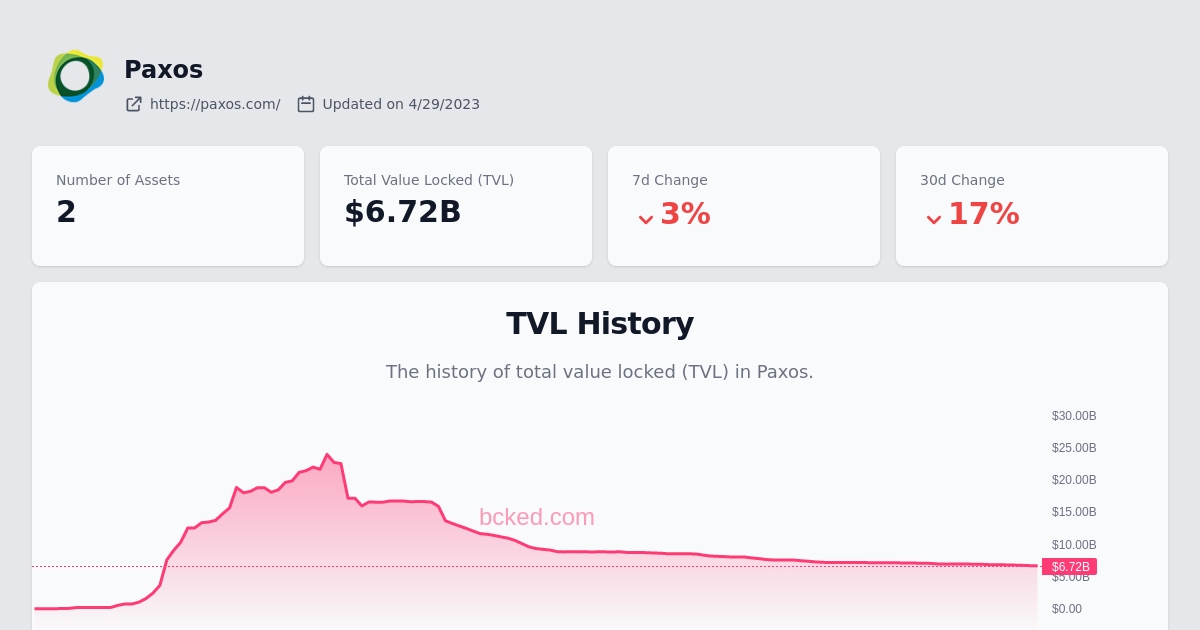 Paxos
https://paxos.com/ Updated on 4/29/2023
Number of Assets
2
Total Value Locked (TVL)
$6.72B
7d Change
3%
30d Change
17%
TVL History
The history of total value locked (TVL) in Paxos.
$30.00B
$25.00B
$20.00B
$15.00B
bcked.com
$10.00B
$6.72B
$5.00B
$0.00